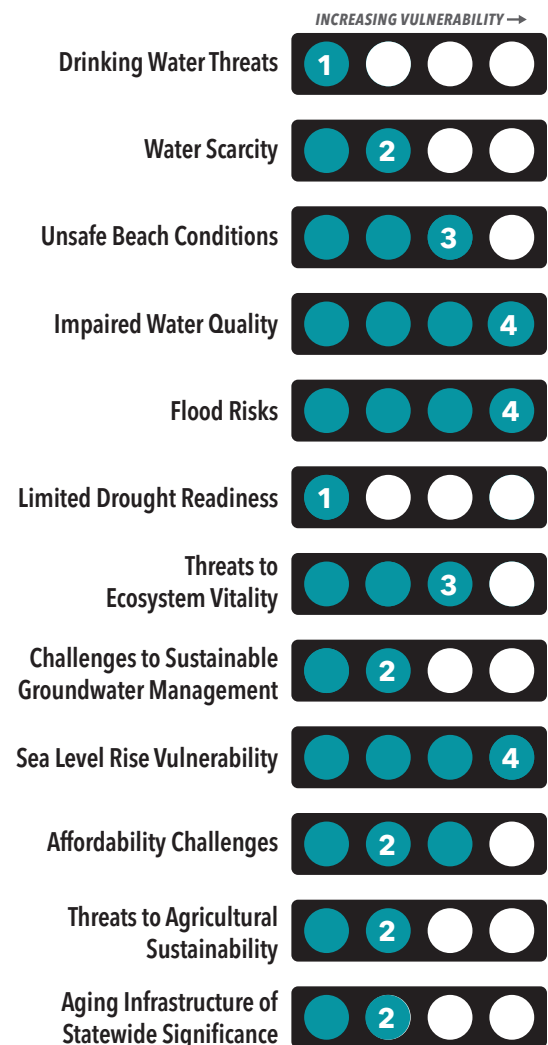 INCREASING VULNERABILITY →
Drinking Water Threats 1
Water Scarcity 2
Unsafe Beach Conditions 3
Impaired Water Quality 4
Flood Risks 4
Limited Drought Readiness 1
Threats to
Ecosystem Vitality 3
Challenges to Sustainable
Groundwater Management 2
Sea Level Rise Vulnerability 4
Affordability Challenges 2
Threats to Agricultural
Sustainability 2
Aging Infrastructure of
Statewide Significance 2